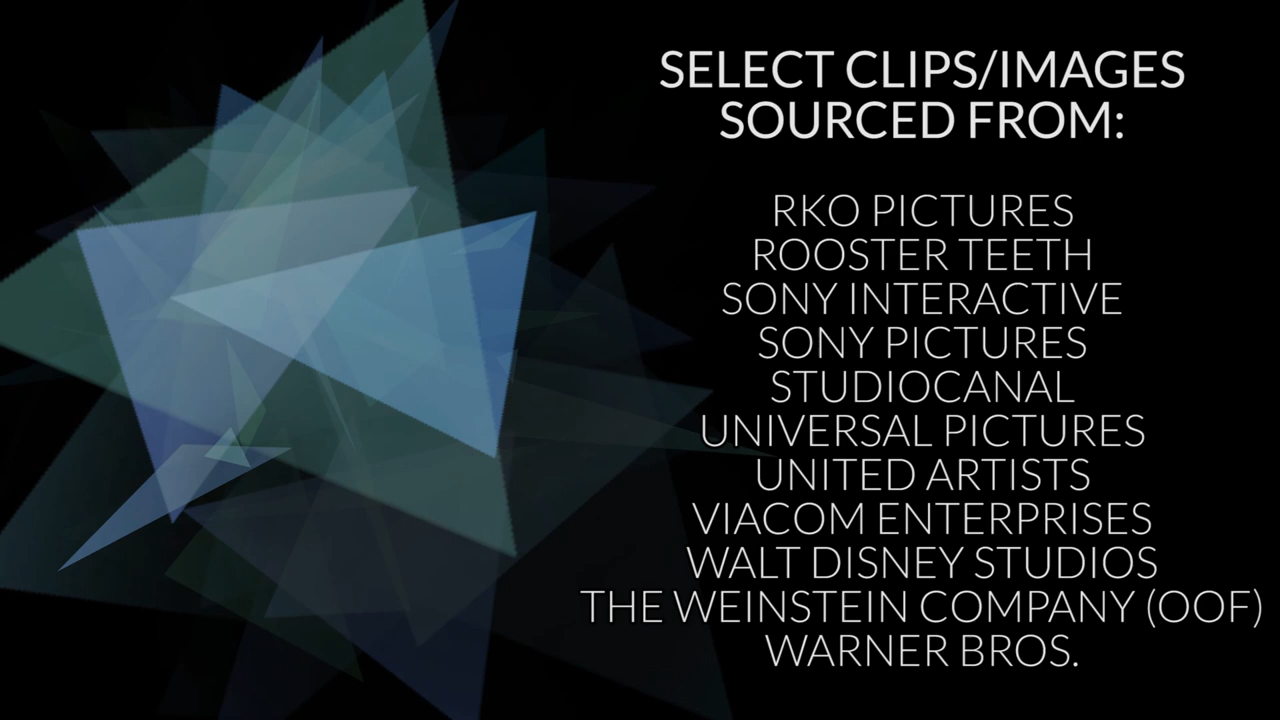 SELECT CLIPS/IMAGES
SOURCED FROM:
RKO PICTURES
ROOSTER TEETH
SONY INTERACTIVE
SONY PICTURES
STUDIOCANAL
UNIVERSAL PICTURES
UNITED ARTISTS
VIACOM ENTERPRISES
WALT DISNEY STUDIOS
THE WEINSTEIN COMPANY (OOF)
WARNER BROS.